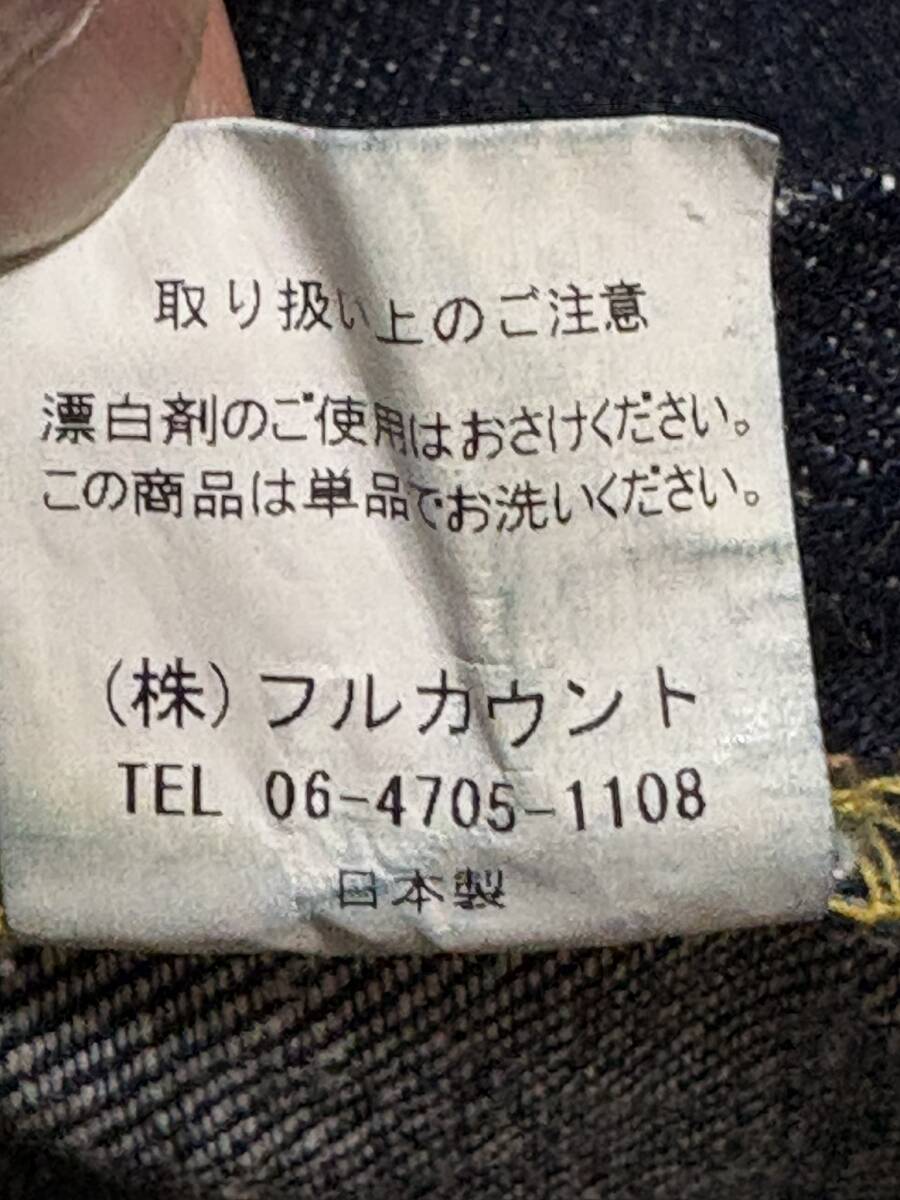 取り扱い上のご注意
漂白剤のご使用はおさけください。
この商品は単品でお洗いください。
(株)フルカウント
TEL 06-4705-1108
日本製